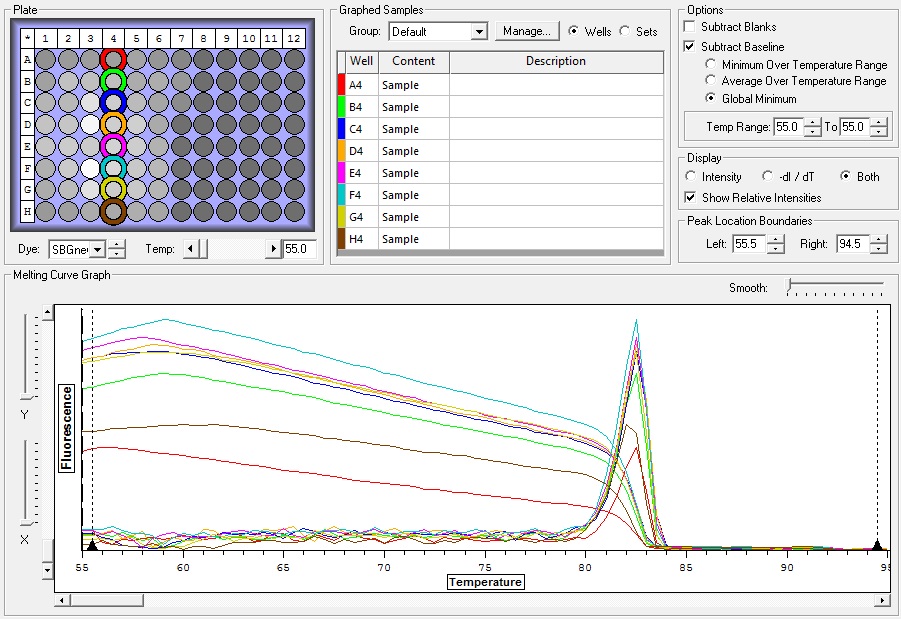 Plate
* 1 2 3 4 5 6 7 8 9 10 11 12
A
B
C
D
E
F
G
H
Dye: SBGne Temp: 55.0
Graphed Samples
Group: Default Manage... Wells Sets
Well Content Description
A4 Sample
B4 Sample
C4 Sample
D4 Sample
E4 Sample
F4 Sample
G4 Sample
H4 Sample
Options
Subtract Blanks
Subtract Baseline
Minimum Over Temperature Range
Average Over Temperature Range
Global Minimum
Temp Range: 55.0 To 55.0
Display
Intensity -dI / dT Both
Show Relative Intensities
Peak Location Boundaries
Left: 55.5 Right: 94.5
Melting Curve Graph
Smooth:
Y
X
Fluorescence
55 60 65 70 75 80 85 90
Temperature